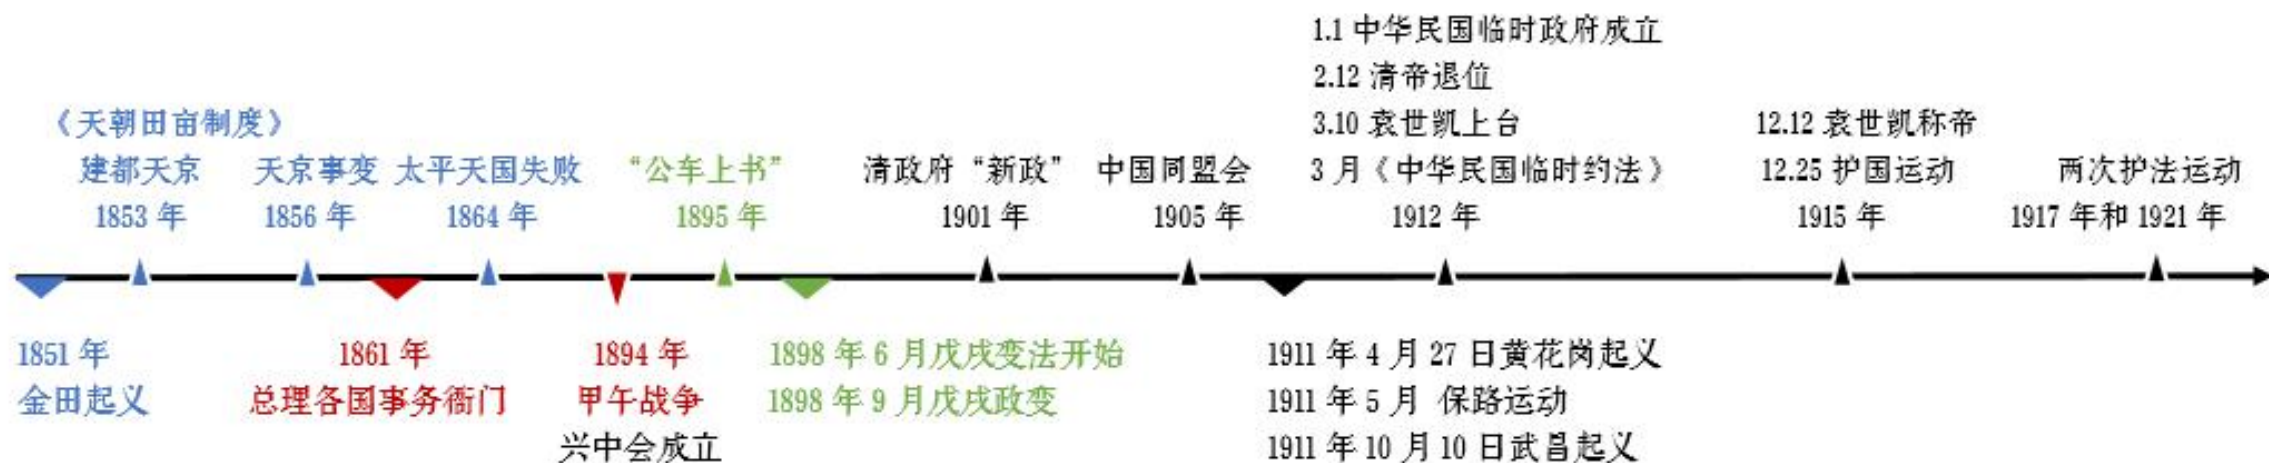 1.1 中华民国临时政府成立
2.12 清帝退位
《天朝田亩制度》
3.10 袁世凯上台
12.12 袁世凯称帝
建都天京
天京事变
太平天国失败
“公车上书”
清政府“新政”
中国同盟会
3 月《中华民国临时约法》
12.25 护国运动
两次护法运动
1853 年
1856 年
1864 年
1895 年
1901 年
1905 年
1912 年
1915 年
1917 年和 1921 年
1851 年
1861 年
1894 年
1898 年 6 月戊戌变法开始
1911 年 4 月 27 日黄花岗起义
金田起义
总理各国事务衙门
甲午战争
1898 年 9 月戊戌政变
1911 年 5 月 保路运动
兴中会成立
1911 年 10 月 10 日武昌起义